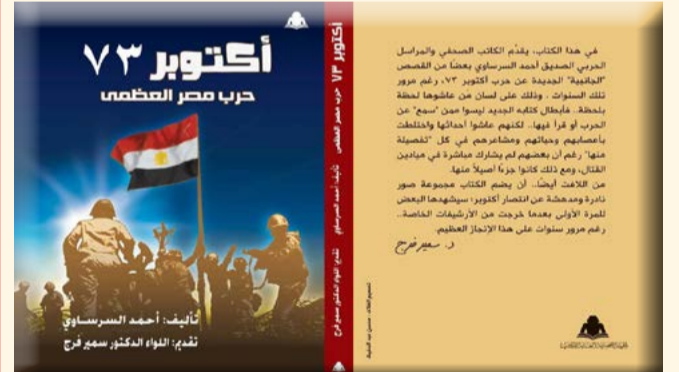 أكتوبر ٧٣
حرب مصر العظمى
تأليف: أحمد السرساوي
تقديم: اللواء الدكتور سمير فرج
أكتوبر ٧٣ حرب مصر العظمى تأليف: أحمد السرساوي تقديم: اللواء الدكتور سمير فرج
في هذا الكتاب، يقدّم الكاتب الصحفي والمراسل
الحربي الصديق أحمد السرساوي بعضًا من القصص
"الجانبية" الجديدة عن حرب أكتوبر ٧٣، رغم مرور
تلك السنوات . وذلك على لسان من عاشوها لحظة
بلحظة.. فأبطال كتابه الجديد ليسوا ممن "سمع" عن
الحرب أو قرأ فيها.. لكنهم عاشوا أحداثها واختلطت
بأعصابهم وحياتهم ومشاعرهم في كل "تفصيلة
منها" رغم أن بعضهم لم يشارك مباشرة في ميادين
القتال، ومع ذلك كانوا جزءًا أصيلاً منها.
من اللافت أيضًا.. أن يضم الكتاب مجموعة صور
نادرة ومدهشة عن انتصار أكتوبر؛ سيشهدها البعض
للمرة الأولى بعدما خرجت من الأرشيفات الخاصة..
رغم مرور سنوات على هذا الإنجاز العظيم.
د. سمير فرج
تصميم الغلاف: